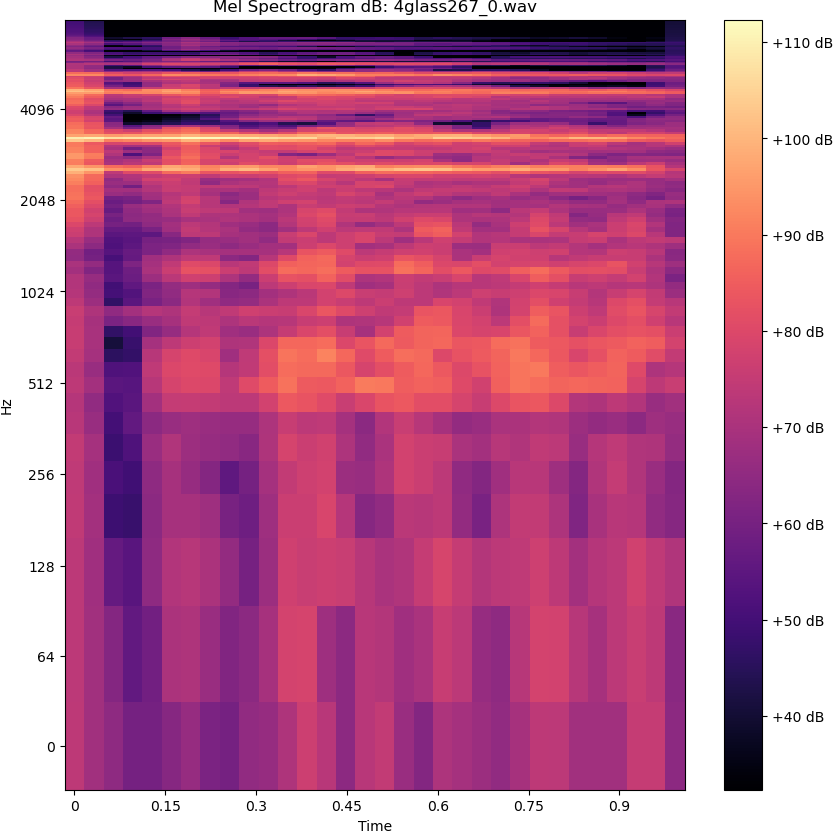 Mel Spectrogram dB: 4glass267_0.wav
+110 dB
+100 dB
+90 dB
+80 dB
+70 dB
+60 dB
+50 dB
+40 dB
4096
2048
1024
512
256
128
64
0
Hz
0
0.15
0.3
0.45
0.6
0.75
0.9
Time